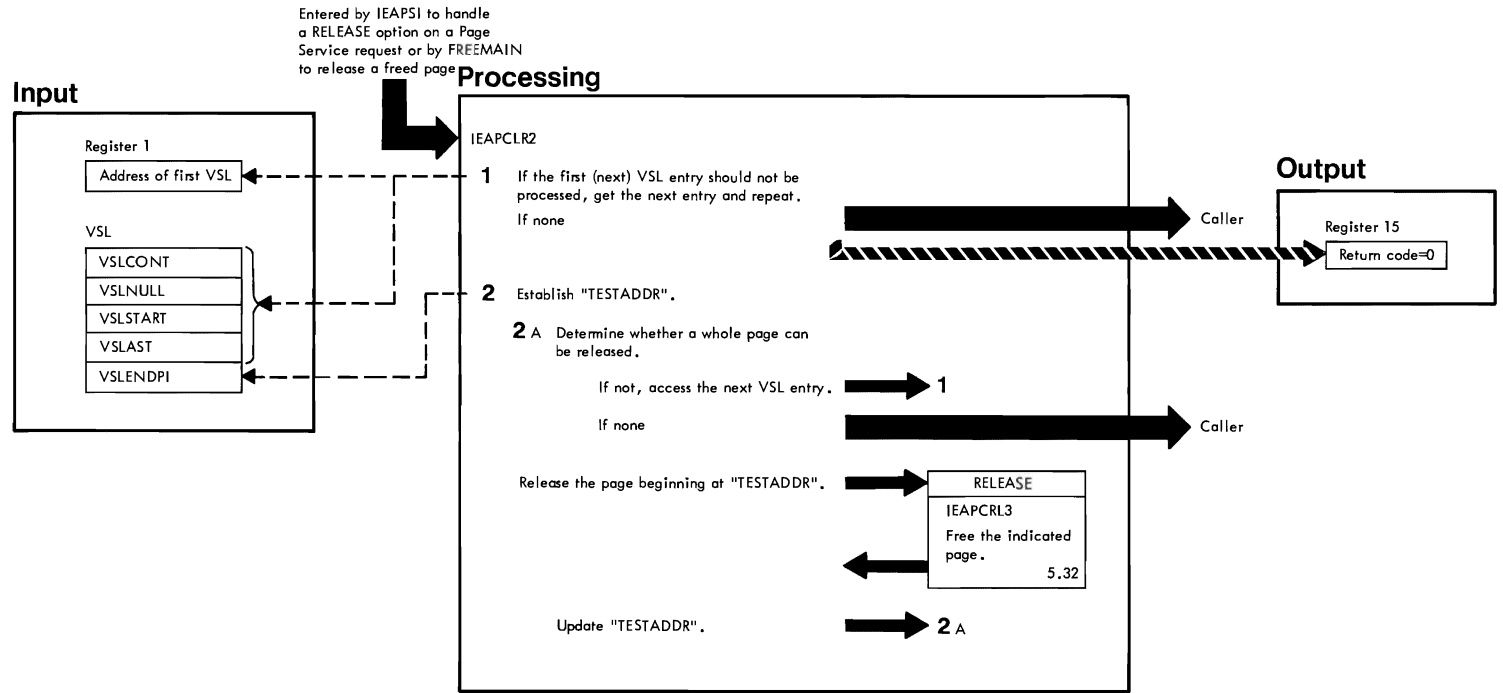 Entered by IEAPSI to handle
a RELEASE option on a Page
Service request or by FREEMAIN
to release a freed page
Input
Register 1
Address of first VSL
VSL
VSLCONT
VSLNULL
VSLSTART
VSLAST
VSLENDPI
Processing
IEAPCLR2
1 If the first (next) VSL entry should not be
processed, get the next entry and repeat.
If none
Caller
2 Establish "TESTADDR".
2 A Determine whether a whole page can
be released.
If not, access the next VSL entry. 1
If none
Caller
Release the page beginning at "TESTADDR".
RELEASE
IEAPCRL3
Free the indicated
page.
5.32
Update "TESTADDR". 2 A
Output
Register 15
Return code=0